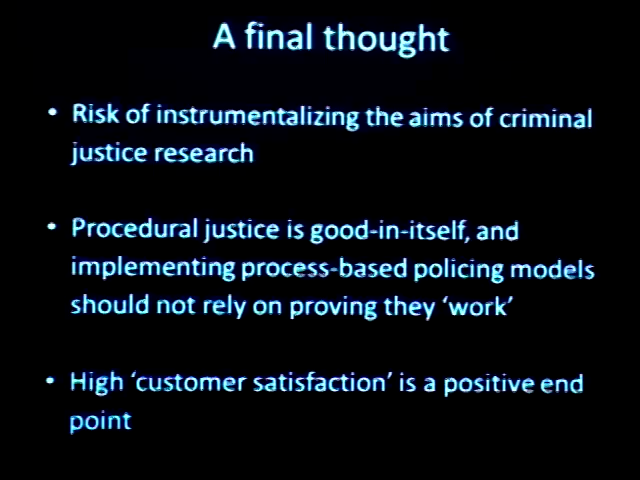 A final thought
• Risk of instrumentalizing the aims of criminal
justice research
• Procedural justice is good-in-itself, and
implementing process-based policing models
should not rely on proving they ‘work’
• High ‘customer satisfaction’ is a positive end
point